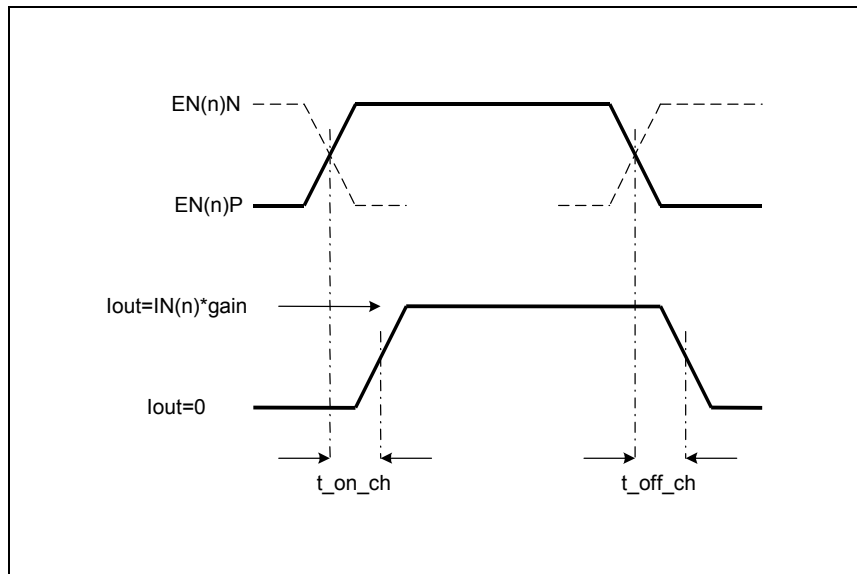 EN(n)N
EN(n)P
Iout=IN(n)*gain
Iout=0
t_on_ch
t_off_ch